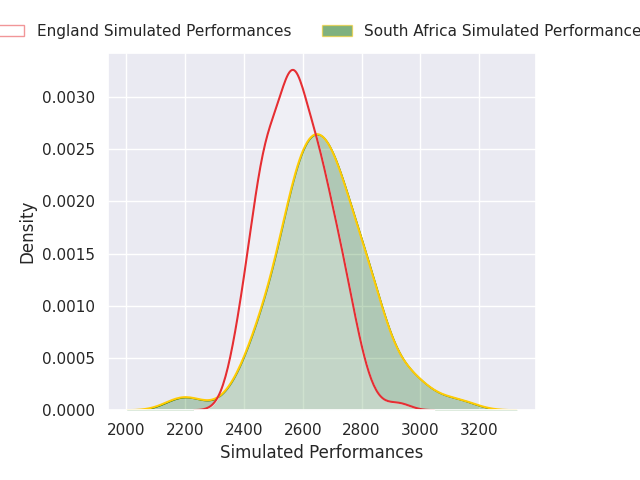 England Simulated Performances
South Africa Simulated Performance
0.0030
0.0025
0.0020
0.0015
0.0010
0.0005
0.0000
Density
2000 2200 2400 2600 2800 3000 3200
Simulated Performances